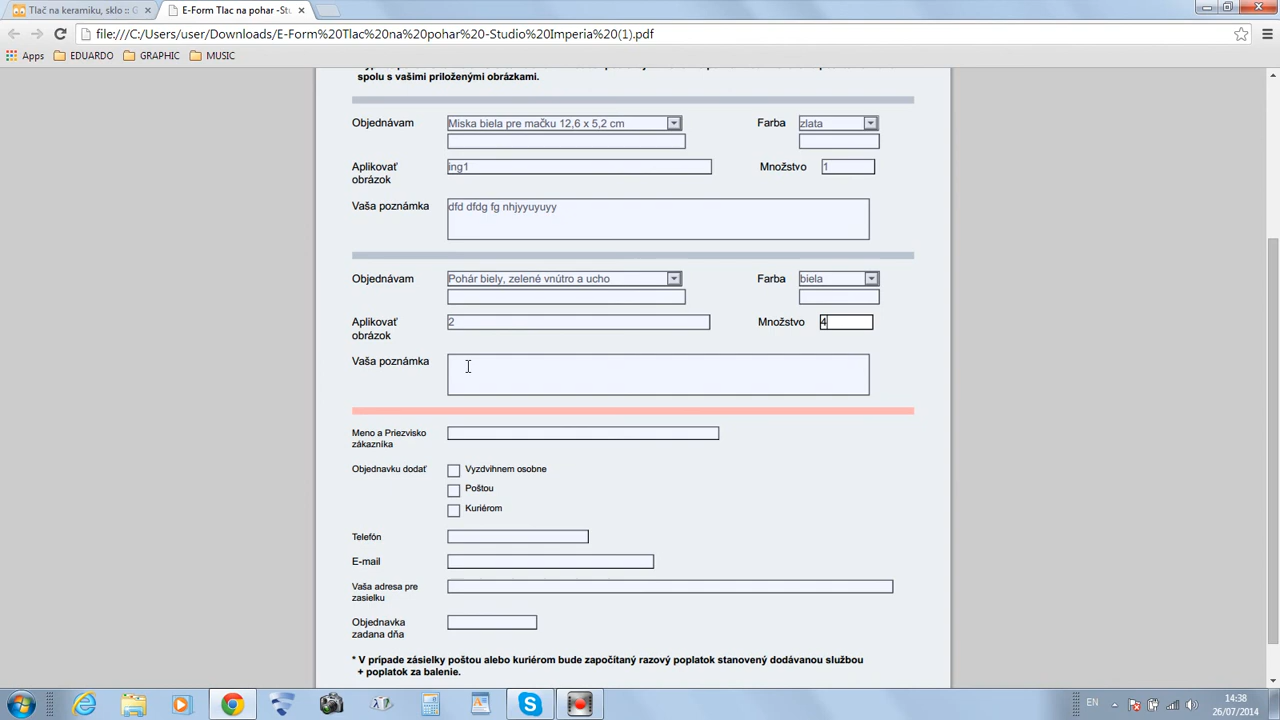 Tlač na keramiku, sklo :: G
E-Form Tlac na pohar -Stu
file:///C:/Users/user/Downloads/E-Form%20Tlac%20na%20pohar%20-Studio%20Imseria%20(1).pdf
Apps EDUARDO GRAPHIC MUSIC
spolu s vašimi priloženými obrázkami.
Objednávam Miska biela pre mačku 12,6 x 5,2 cm Farba zlata
Aplikovať obrázok ing1 Množstvo 1
Vaša poznámka dfd dfdg fg nhjyyuyuyy
Objednávam Pohár biely, zelené vnútro a ucho Farba biela
Aplikovať obrázok 2 Množstvo 4
Vaša poznámka
Meno a Priezvisko
zákazníka
Objednavku dodať Vyzdvihnem osobne
Poštou
Kuriérom
Telefón
E-mail
Vaša adresa pre
zasielku
Objednavka
zadana dňa
* V prípade zásielky poštou alebo kuriérom bude započítaný razový poplatok stanovený dodávanou službou
+ poplatok za balenie.
EN 14:38
26/07/2014